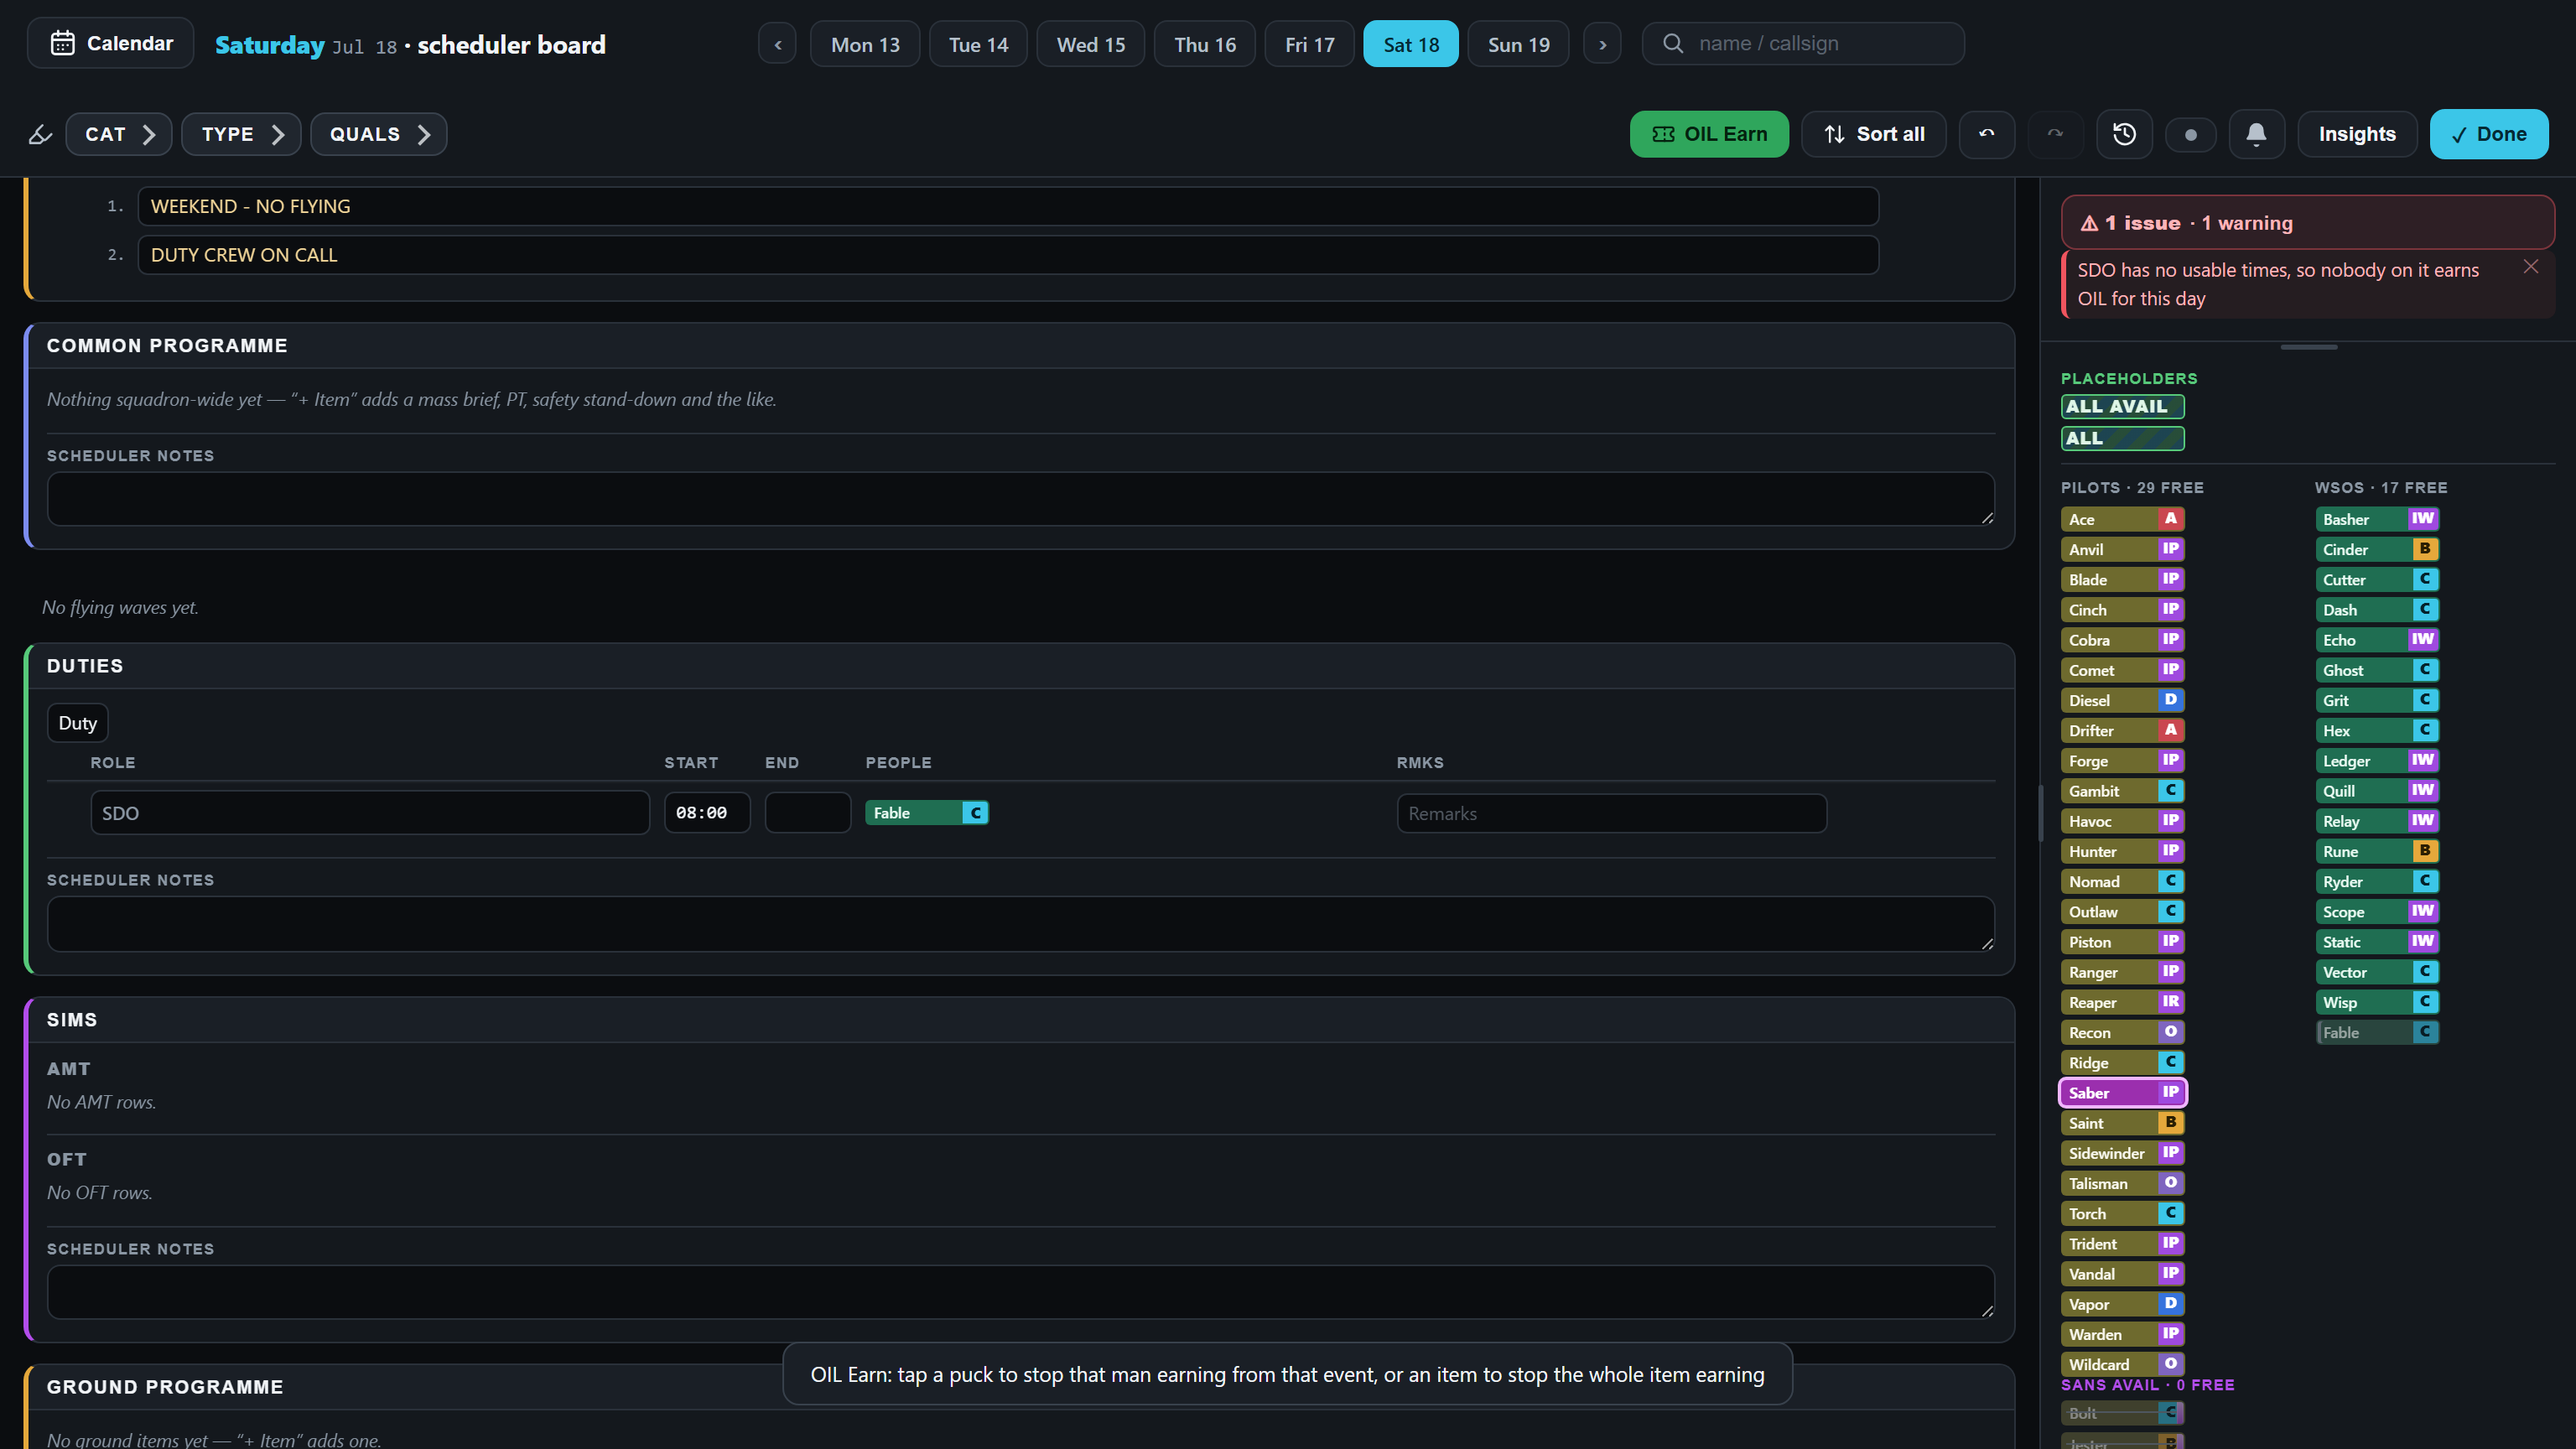 Calendar
Saturday Jul 18 · scheduler board
‹ Mon 13 Tue 14 Wed 15 Thu 16 Fri 17 Sat 18 Sun 19 ›
name / callsign
CAT TYPE QUALS
OIL Earn Sort all Insights ✓ Done
1. WEEKEND - NO FLYING
2. DUTY CREW ON CALL
COMMON PROGRAMME
Nothing squadron-wide yet — “+ Item” adds a mass brief, PT, safety stand-down and the like.
SCHEDULER NOTES
No flying waves yet.
DUTIES
Duty
ROLE START END PEOPLE RMKS
SDO 08:00 Fable C Remarks
SCHEDULER NOTES
SIMS
AMT
No AMT rows.
OFT
No OFT rows.
SCHEDULER NOTES
GROUND PROGRAMME
No ground items yet — “+ Item” adds one.
OIL Earn: tap a puck to stop that man earning from that event, or an item to stop the whole item earning
⚠ 1 issue · 1 warning
SDO has no usable times, so nobody on it earns
OIL for this day
PLACEHOLDERS
ALL AVAIL
ALL
PILOTS · 29 FREE
Ace A
Anvil IP
Blade IP
Cinch IP
Cobra IP
Comet IP
Diesel D
Drifter A
Forge IP
Gambit C
Havoc IP
Hunter IP
Nomad C
Outlaw C
Piston IP
Ranger IP
Reaper IR
Recon O
Ridge C
Saber IP
Saint B
Sidewinder IP
Talisman O
Torch C
Trident IP
Vandal IP
Vapor D
Warden IP
Wildcard O
SANS AVAIL · 0 FREE
Bolt C
Jester B
WSOS · 17 FREE
Basher IW
Cinder B
Cutter C
Dash C
Echo IW
Ghost C
Grit C
Hex C
Ledger IW
Quill IW
Relay IW
Rune B
Ryder C
Scope IW
Static IW
Vector C
Wisp C
Fable C